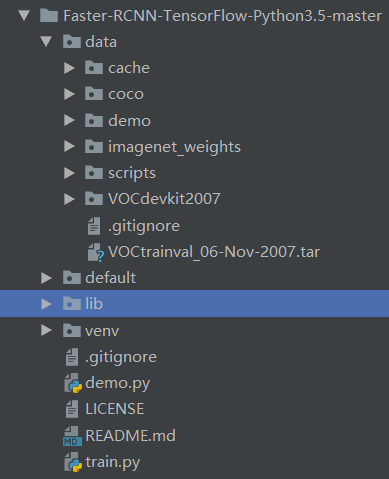 Faster-RCNN-TensorFlow-Python3.5-master
data
cache
coco
demo
imagenet_weights
scripts
VOCdevkit2007
.gitignore
VOCtrainval_06-Nov-2007.tar
default
lib
venv
.gitignore
demo.py
LICENSE
MD README.md
train.py